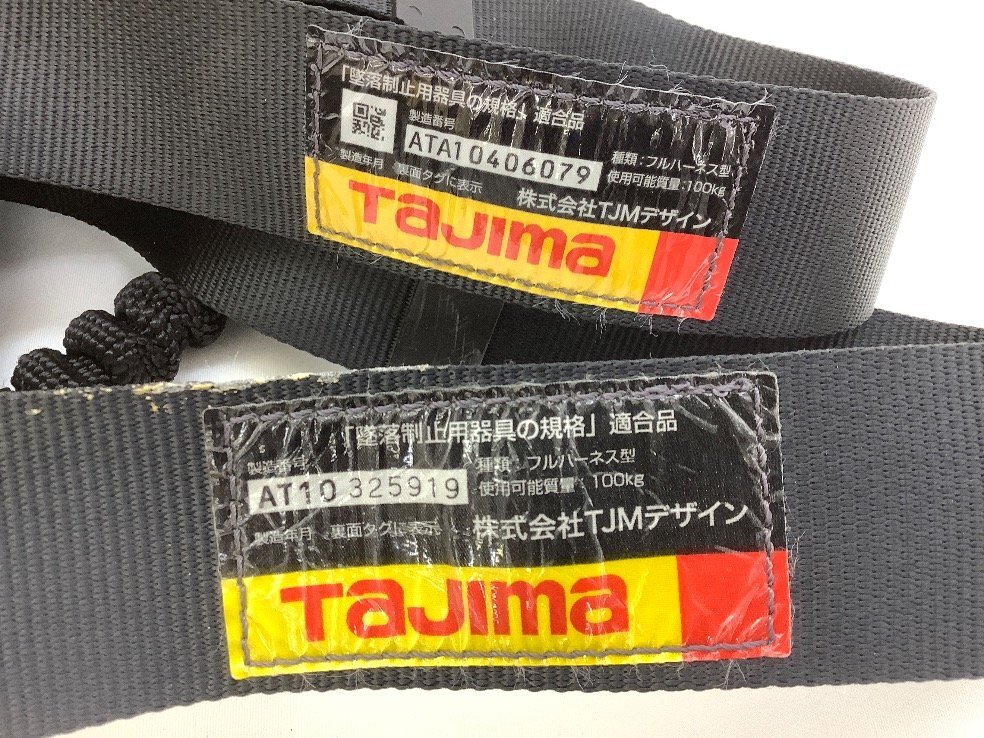 「墜落制止用器具の規格」適合品
製造番号
ATA10406079
種類：フルハーネス型
使用可能質量：100kg
製造年月 裏面タグに表示
株式会社TJMデザイン
TaJIma
「墜落制止用器具の規格」適合品
製造番号
AT10 325919
種類：フルハーネス型
使用可能質量：100kg
製造年月 裏面タグに表示
株式会社TJMデザイン
TaJIma